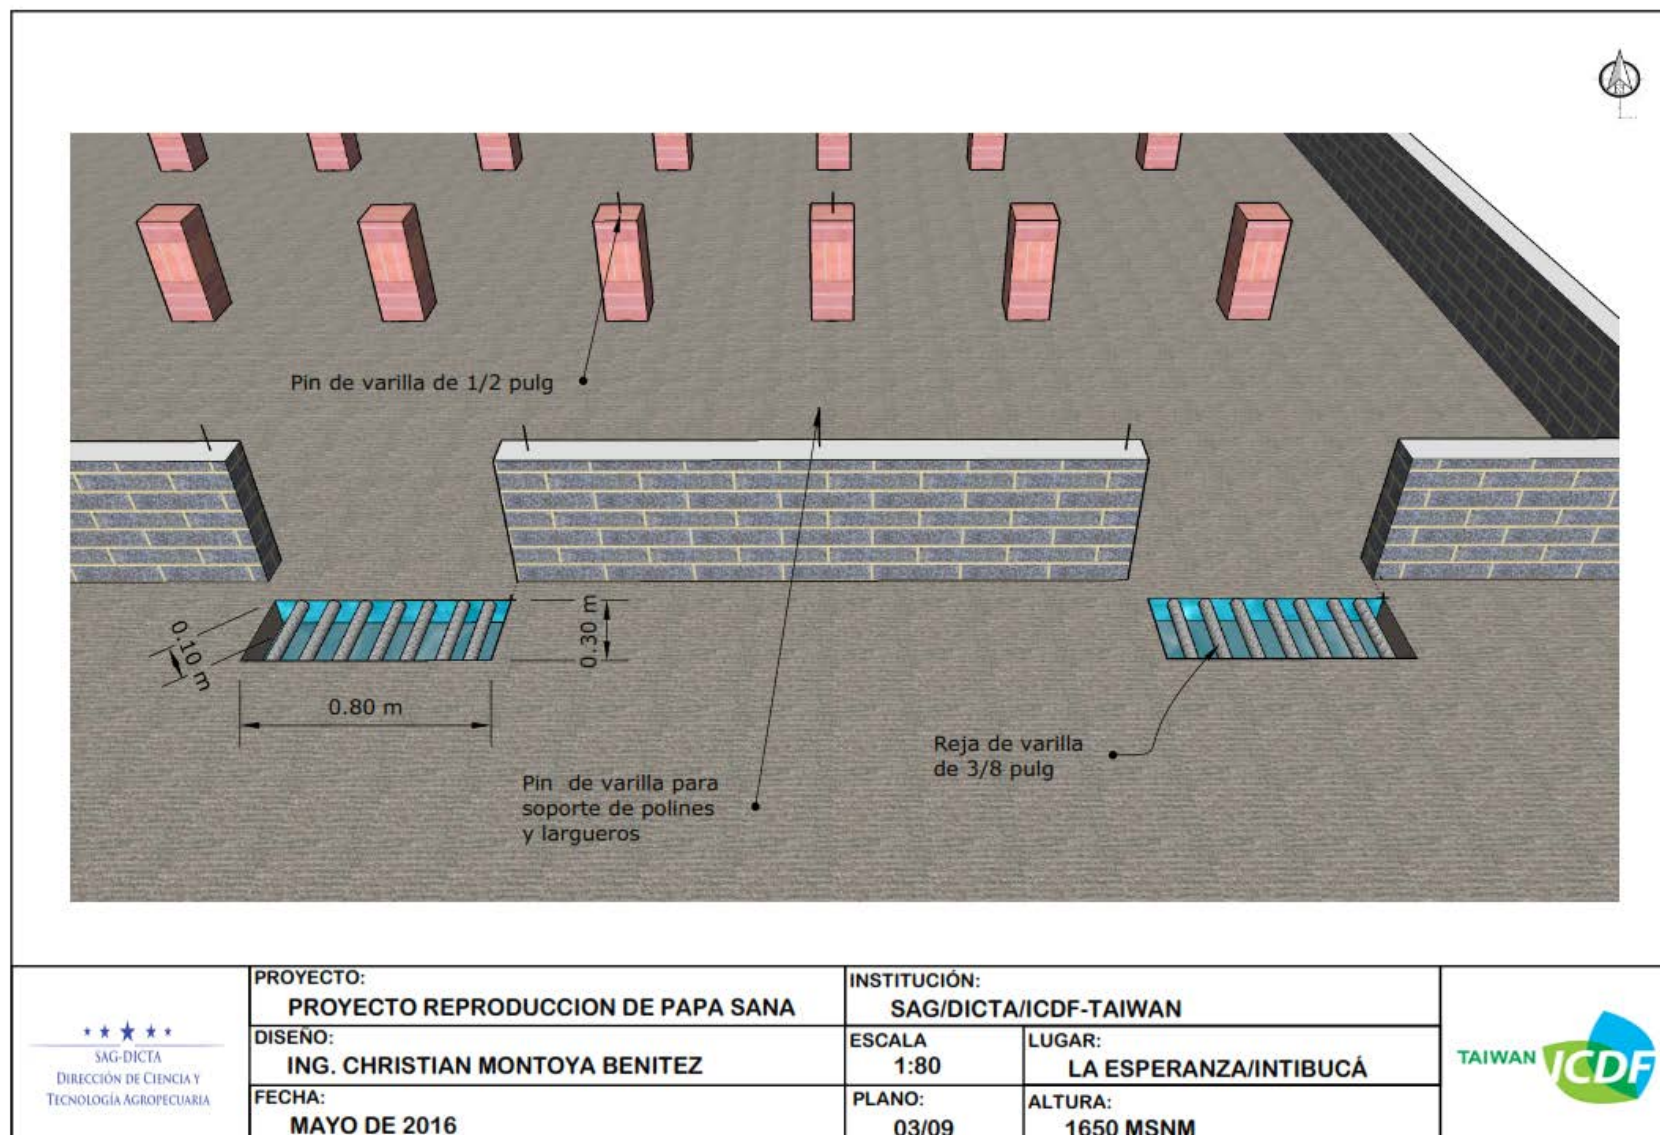 Pin de varilla de 1/2 pulg
0.10 m
0.30 m
0.80 m
Reja de varilla
de 3/8 pulg
Pin de varilla para
soporte de polines
y largueros
SAG-DICTA
DIRECCIÓN DE CIENCIA Y
TECNOLOGÍA AGROPECUARIA
PROYECTO:
PROYECTO REPRODUCCION DE PAPA SANA
DISEÑO:
ING. CHRISTIAN MONTOYA BENITEZ
FECHA:
MAYO DE 2016
INSTITUCIÓN:
SAG/DICTA/ICDF-TAIWAN
ESCALA
1:80
LUGAR:
LA ESPERANZA/INTIBUCÁ
PLANO:
03/09
ALTURA:
1650 MSNM
TAIWAN ICDF